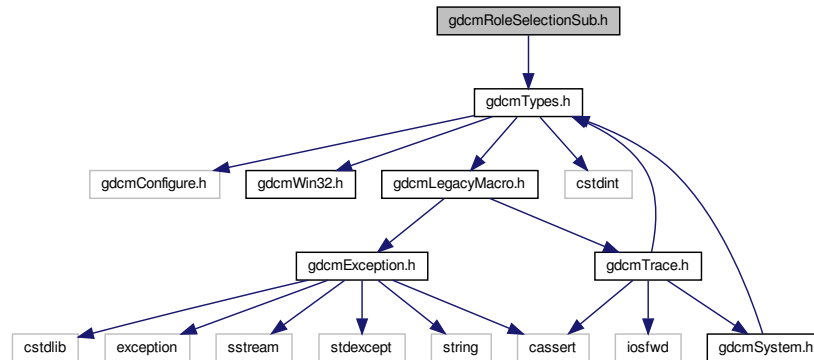 gdcmRoleSelectionSub.h
gdcmTypes.h
gdcmConfigure.h
gdcmWin32.h
gdcmLegacyMacro.h
cstdint
gdcmException.h
gdcmTrace.h
cstdlib
exception
sstream
stdexcept
string
cassert
iosfwd
gdcmSystem.h